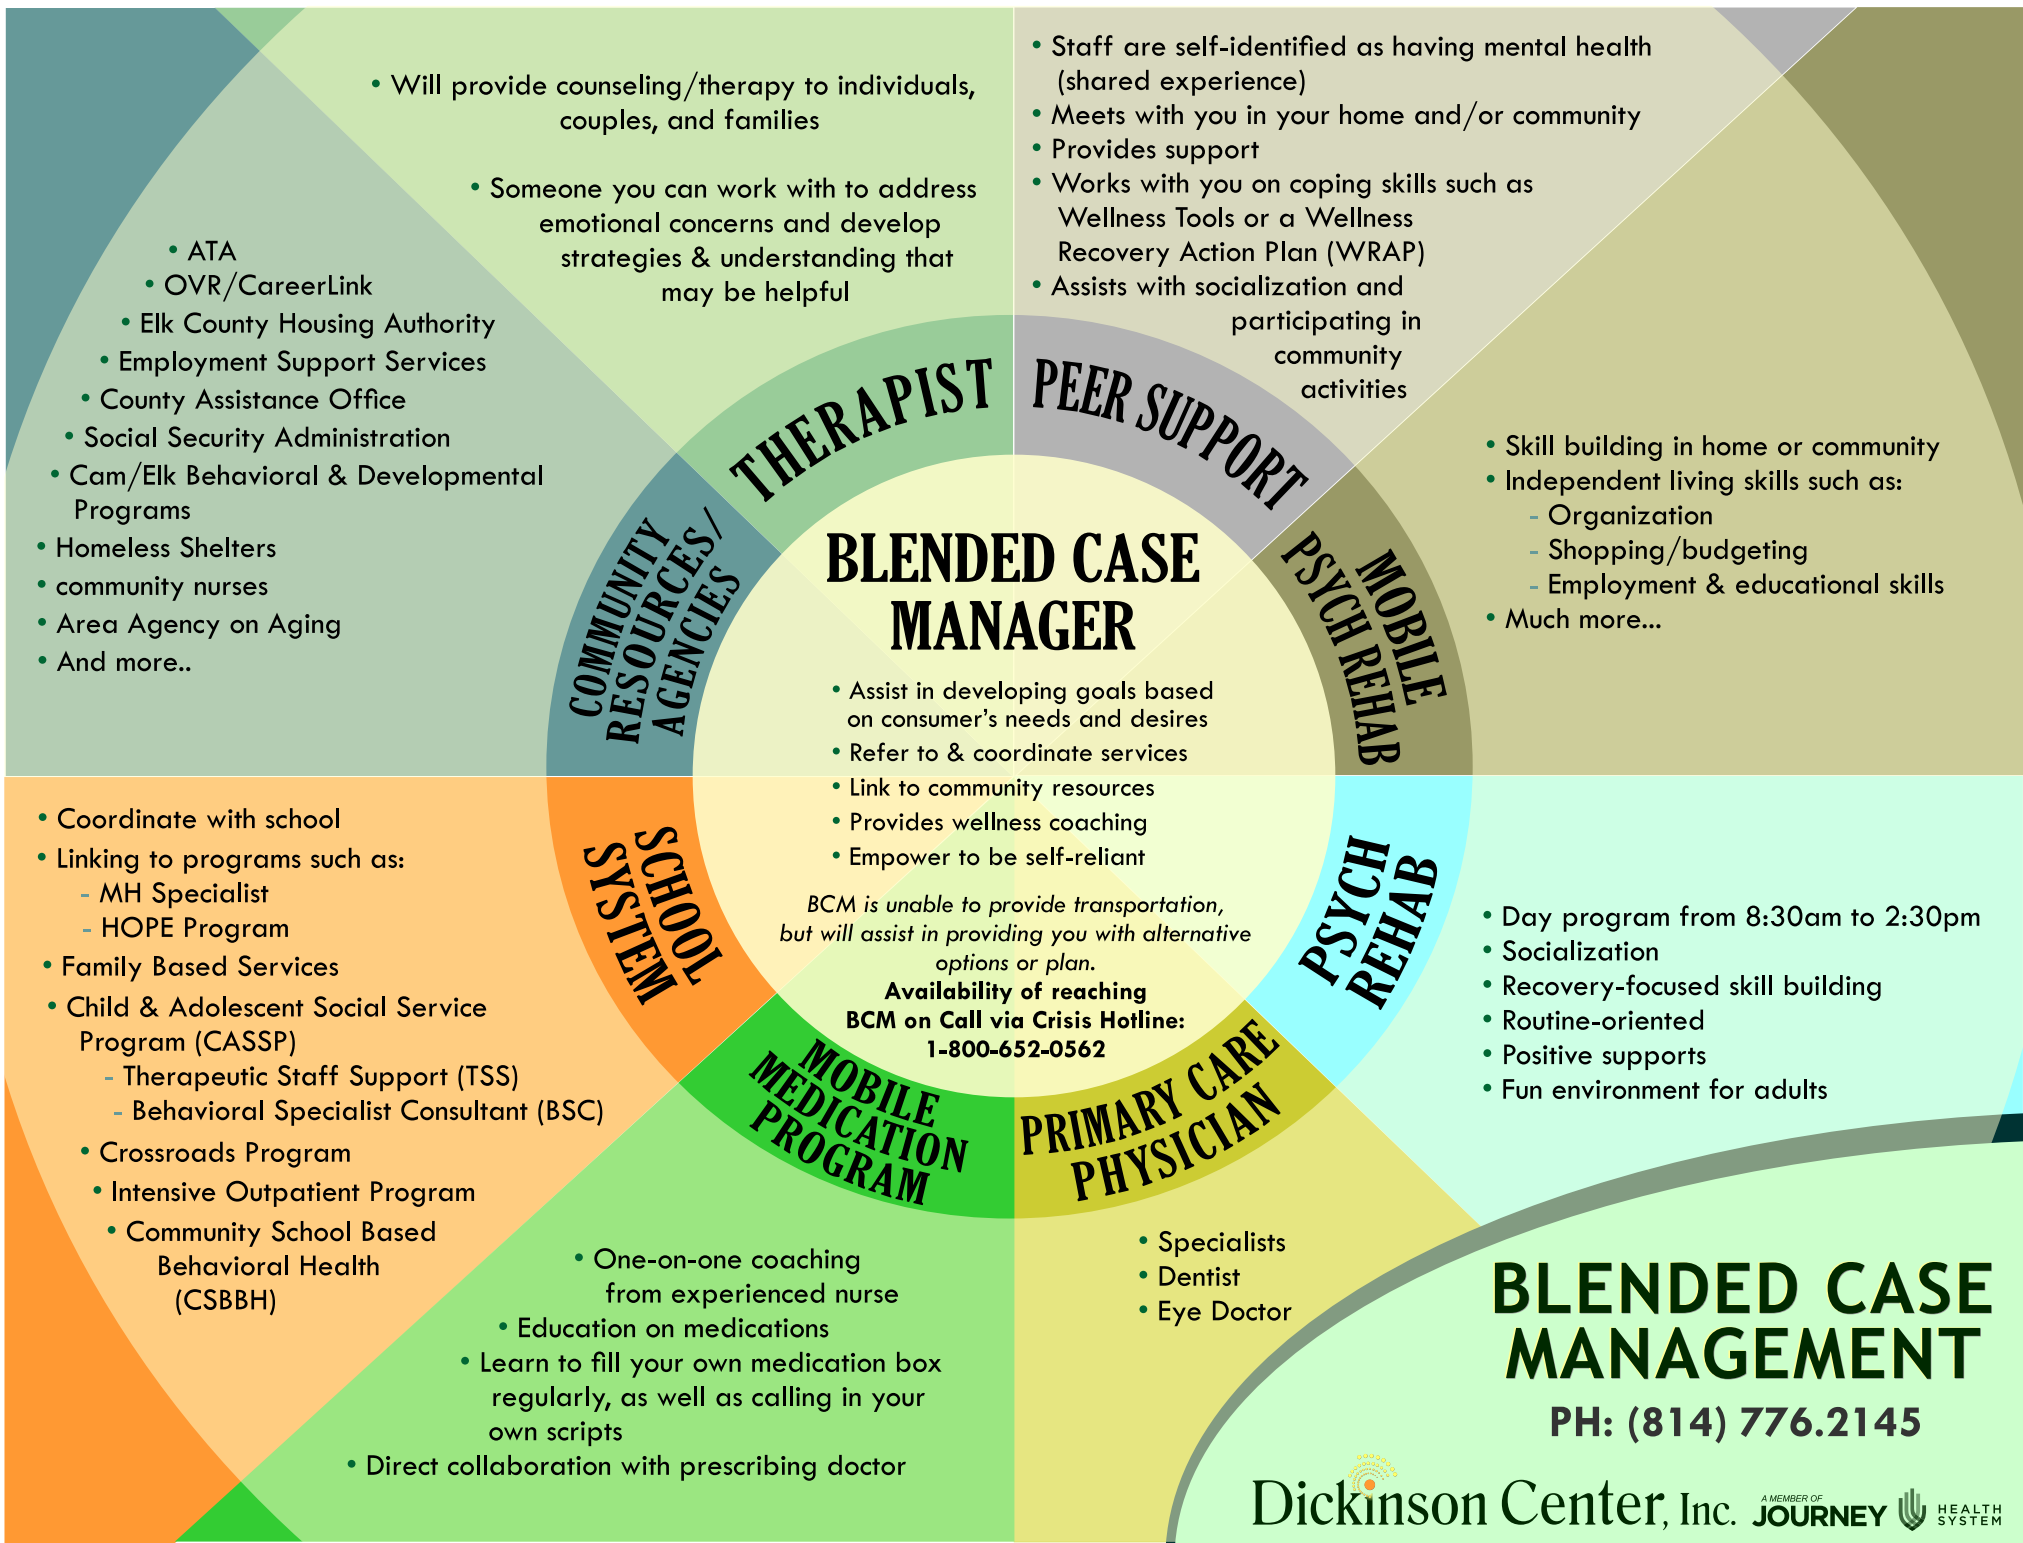 • Will provide counseling/therapy to individuals,
couples, and families
• Someone you can work with to address
emotional concerns and develop
strategies & understanding that
may be helpful
THERAPIST
• Staff are self-identified as having mental health
(shared experience)
• Meets with you in your home and/or community
• Provides support
• Works with you on coping skills such as
Wellness Tools or a Wellness
Recovery Action Plan (WRAP)
• Assists with socialization and
participating in
community
activities
PEER SUPPORT
• Skill building in home or community
• Independent living skills such as:
- Organization
- Shopping/budgeting
- Employment & educational skills
• Much more...
MOBILE
PSYCH REHAB
• ATA
• OVR/CareerLink
• Elk County Housing Authority
• Employment Support Services
• County Assistance Office
• Social Security Administration
• Cam/Elk Behavioral & Developmental
Programs
• Homeless Shelters
• community nurses
• Area Agency on Aging
• And more..
COMMUNITY
RESOURCES/
AGENCIES
BLENDED CASE
MANAGER
• Assist in developing goals based
on consumer’s needs and desires
• Refer to & coordinate services
• Link to community resources
• Provides wellness coaching
• Empower to be self-reliant
BCM is unable to provide transportation,
but will assist in providing you with alternative
options or plan.
Availability of reaching
BCM on Call via Crisis Hotline:
1-800-652-0562
• Coordinate with school
• Linking to programs such as:
- MH Specialist
- HOPE Program
• Family Based Services
• Child & Adolescent Social Service
Program (CASSP)
- Therapeutic Staff Support (TSS)
- Behavioral Specialist Consultant (BSC)
• Crossroads Program
• Intensive Outpatient Program
• Community School Based
Behavioral Health
(CSBBH)
SCHOOL
SYSTEM
PSYCH
REHAB
• Day program from 8:30am to 2:30pm
• Socialization
• Recovery-focused skill building
• Routine-oriented
• Positive supports
• Fun environment for adults
MOBILE
MEDICATION
PROGRAM
• One-on-one coaching
from experienced nurse
• Education on medications
• Learn to fill your own medication box
regularly, as well as calling in your
own scripts
• Direct collaboration with prescribing doctor
PRIMARY CARE
PHYSICIAN
• Specialists
• Dentist
• Eye Doctor
BLENDED CASE
MANAGEMENT
PH: (814) 776.2145
Dickinson Center, Inc.
A MEMBER OF
JOURNEY
HEALTH
SYSTEM